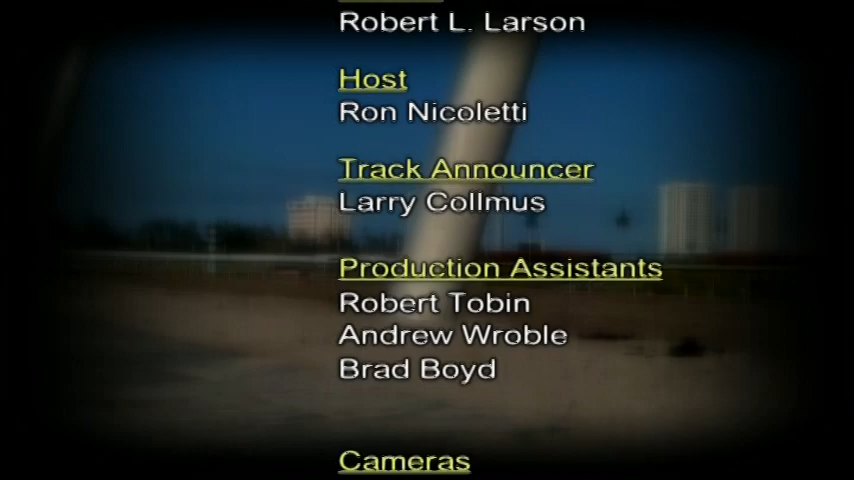 Robert L. Larson
Host
Ron Nicoletti
Track Announcer
Larry Collmus
Production Assistants
Robert Tobin
Andrew Wroble
Brad Boyd
Cameras